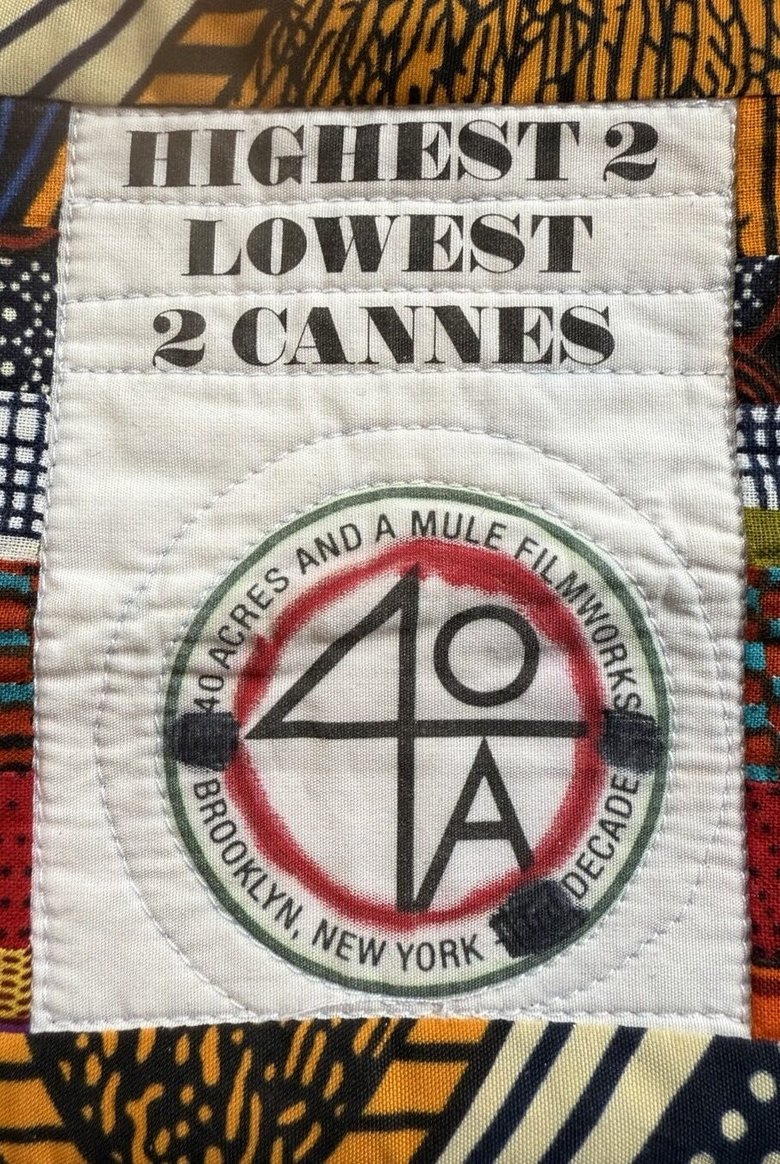 HIGHEST 2
LOWEST
2 CANNES
40 ACRES AND A MULE FILMWORKS
40
A
BROOKLYN, NEW YORK - DECADE